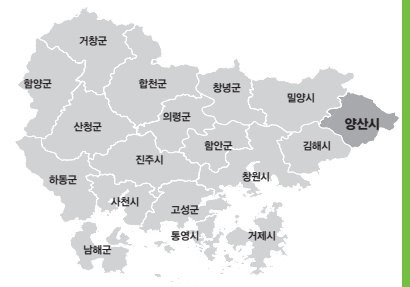 거창군
함양군
합천군
창녕군
밀양시
의령군
양산시
산청군
함안군
김해시
진주시
하동군
창원시
사천시
고성군
통영시
거제시
남해군